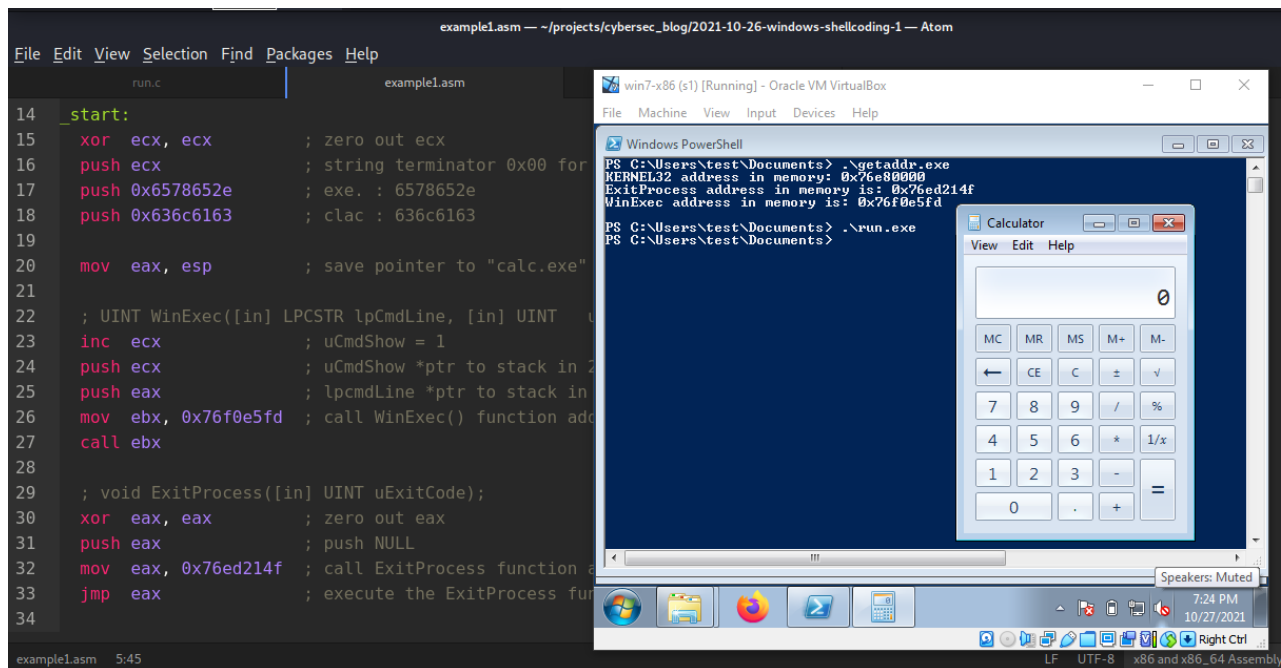 example1.asm — ~/projects/cybersec_blog/2021-10-26-windows-shellcoding-1 — Atom
File Edit View Selection Find Packages Help
run.c example1.asm
14 _start:
15 xor ecx, ecx ; zero out ecx
16 push ecx ; string terminator 0x00 for
17 push 0x6578652e ; exe. : 6578652e
18 push 0x636c6163 ; clac : 636c6163
19
20 mov eax, esp ; save pointer to "calc.exe"
21
22 ; UINT WinExec([in] LPCSTR lpCmdLine, [in] UINT u
23 inc ecx ; uCmdShow = 1
24 push ecx ; uCmdShow *ptr to stack in 2
25 push eax ; lpcmdLine *ptr to stack in
26 mov ebx, 0x76f0e5fd ; call WinExec() function add
27 call ebx
28
29 ; void ExitProcess([in] UINT uExitCode);
30 xor eax, eax ; zero out eax
31 push eax ; push NULL
32 mov eax, 0x76ed214f ; call ExitProcess function a
33 jmp eax ; execute the ExitProcess fun
34
example1.asm 5:45
LF UTF-8 x86 and x86_64 Assembly
win7-x86 (s1) [Running] - Oracle VM VirtualBox
File Machine View Input Devices Help
Windows PowerShell
PS C:\Users\test\Documents> .\getaddr.exe
KERNEL32 address in memory: 0x76e80000
ExitProcess address in memory is: 0x76ed214f
WinExec address in memory is: 0x76f0e5fd
PS C:\Users\test\Documents> .\run.exe
PS C:\Users\test\Documents>
Calculator
View Edit Help
0
MC MR MS M+ M-
← CE C ± √
7 8 9 / %
4 5 6 * 1/x
1 2 3 - =
0 . +
Speakers: Muted
7:24 PM
10/27/2021
Right Ctrl